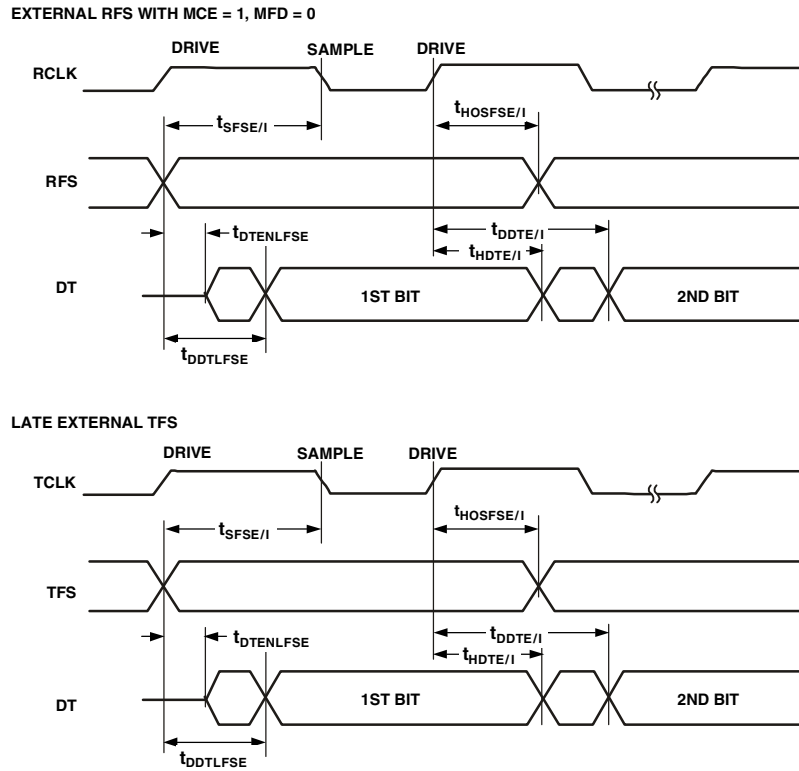 EXTERNAL RFS WITH MCE = 1, MFD = 0
DRIVE SAMPLE DRIVE
RCLK
tSFSE/I tHOSFSE/I
RFS
tDDTE/I
tDTENLFSE tHDTE/I
DT 1ST BIT 2ND BIT
tDDTLFSE
LATE EXTERNAL TFS
DRIVE SAMPLE DRIVE
TCLK
tHOSFSE/I
tSFSE/I
TFS
tDDTE/I
tDTENLFSE tHDTE/I
DT 1ST BIT 2ND BIT
tDDTLFSE